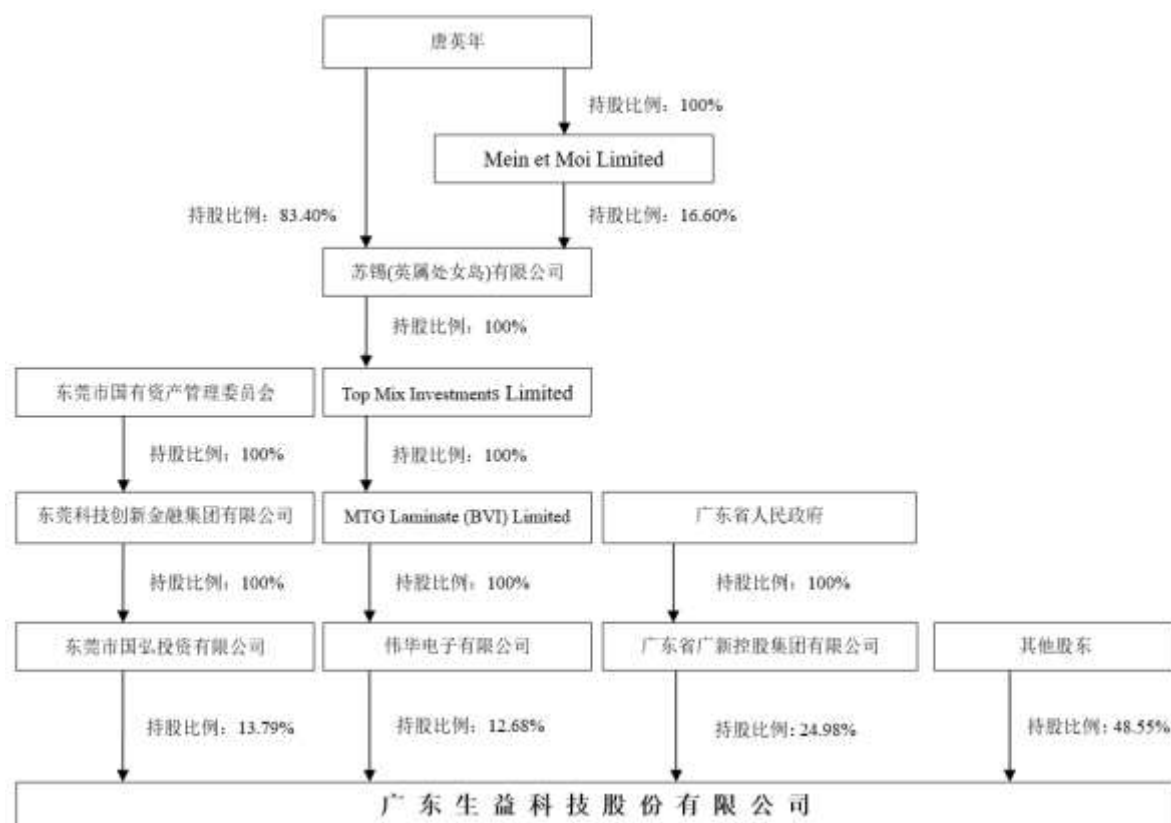 唐英年
持股比例：100%
Mein et Moi Limited
持股比例：83.40%
持股比例：16.60%
苏锡(英属处女岛)有限公司
持股比例：100%
东莞市国有资产管理委员会
Top Mix Investments Limited
持股比例：100%
持股比例：100%
东莞科技创新金融集团有限公司
MTG Laminate (BVI) Limited
广东省人民政府
持股比例：100%
持股比例：100%
持股比例：100%
东莞市国弘投资有限公司
伟华电子有限公司
广东省广新控股集团有限公司
其他股东
持股比例：13.79%
持股比例：12.68%
持股比例：24.98%
持股比例：48.55%
广东生益科技股份有限公司